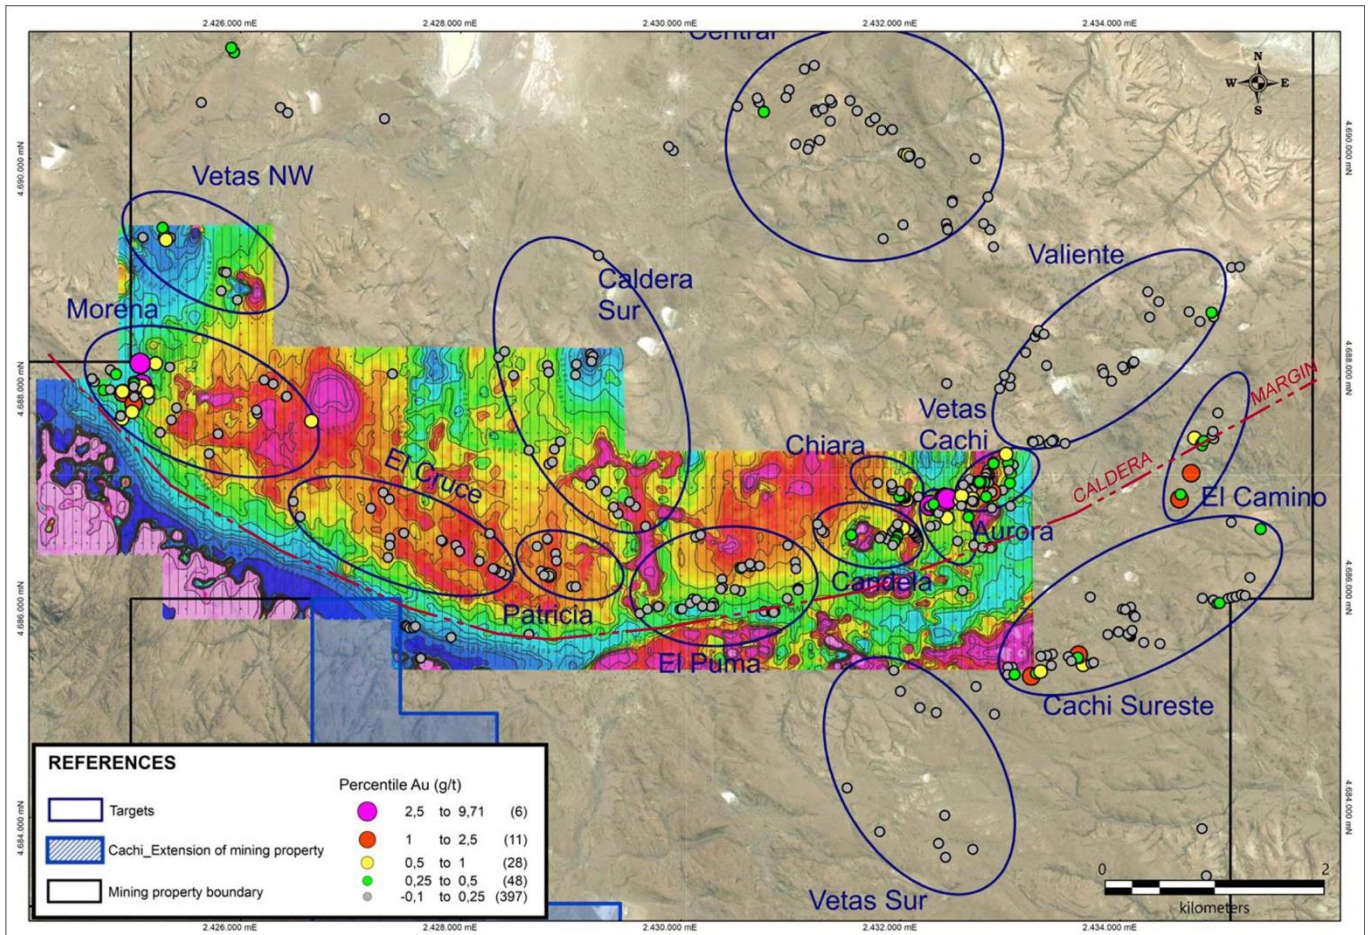 2.426.000 mE
2.428.000 mE
2.430.000 mE
2.432.000 mE
2.434.000 mE
Central
N
W
E
S
4.690.000 mN
4.690.000 mN
Vetas NW
Valiente
Caldera
Sur
Morena
4.688.000 mN
4.688.000 mN
CALDERA
MARGIN
Vetas
Cachi
Chiara
El Cruce
El Camino
Aurora
Candela
4.686.000 mN
4.686.000 mN
Patricia
El Puma
Cachi Sureste
REFERENCES
Percentile Au (g/t)
Targets
2,5 to 9,71 (6)
1 to 2,5 (11)
Cachi_Extension of mining property
0,5 to 1 (28)
0,25 to 0,5 (48)
Mining property boundary
-0,1 to 0,25 (397)
4.684.000 mN
4.684.000 mN
Vetas Sur
0
2
kilometers
2.426.000 mE
2.428.000 mE
2.430.000 mE
2.432.000 mE
2.434.000 mE